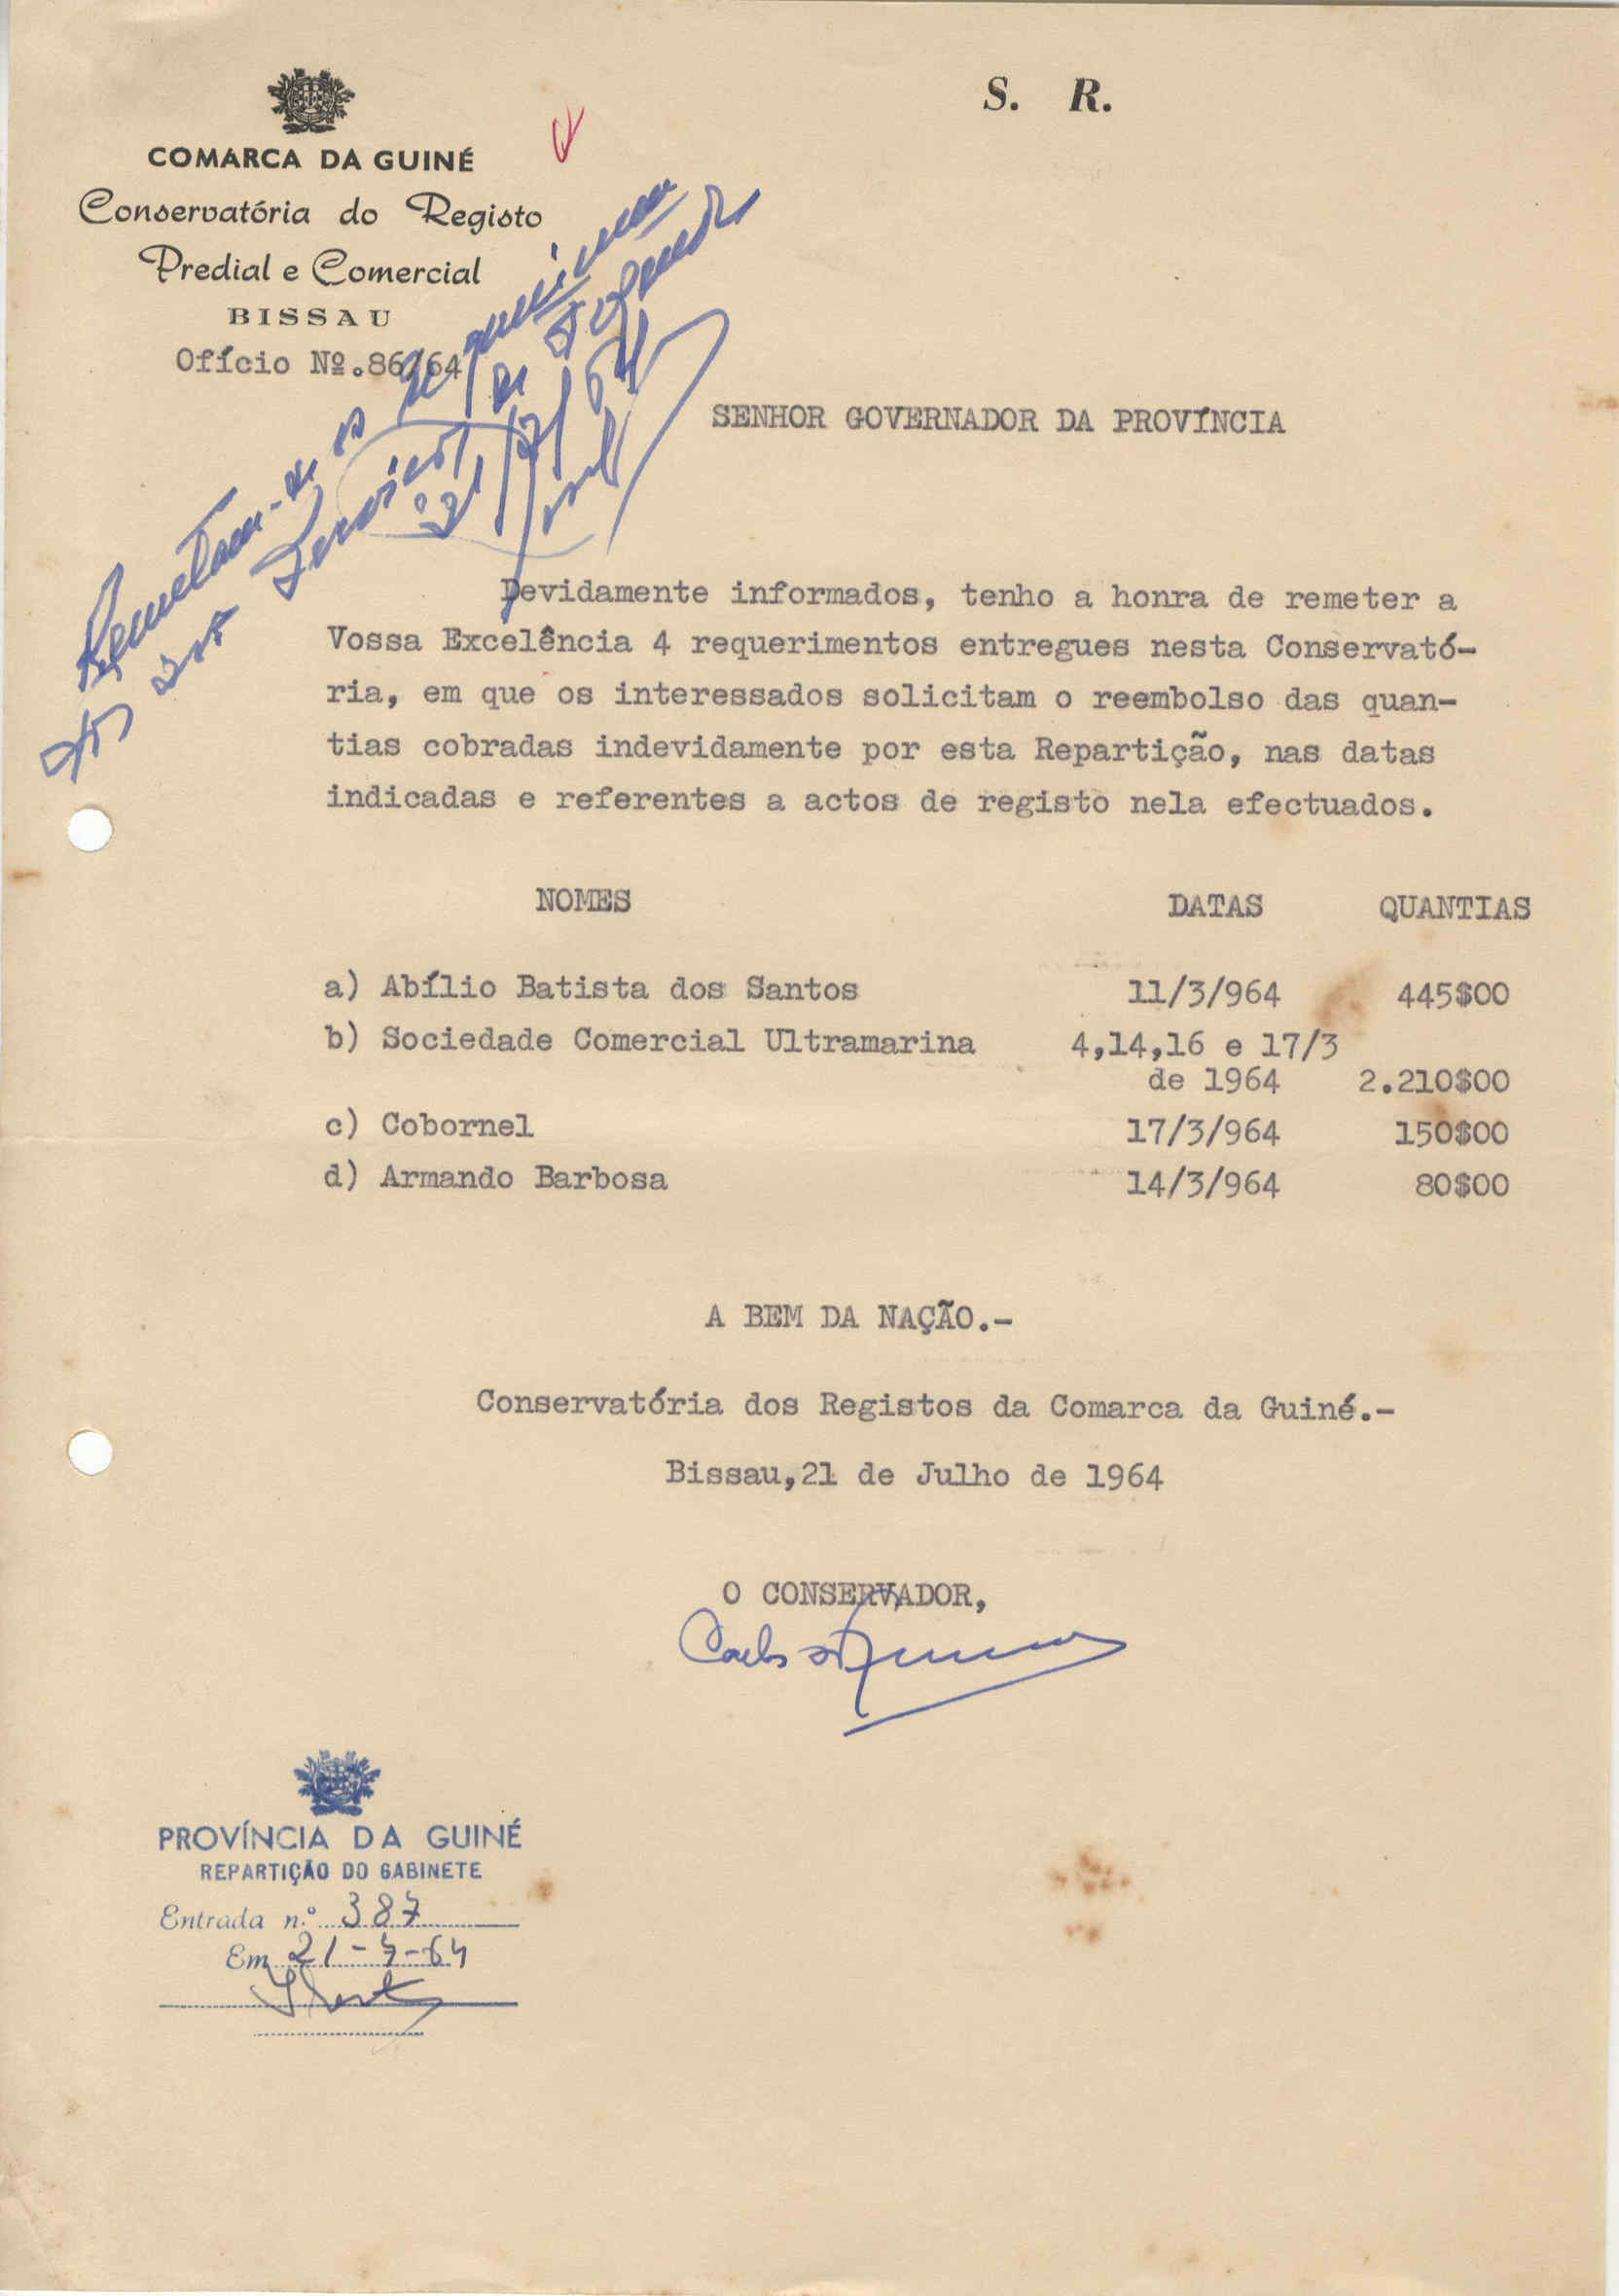 S. R.
COMARCA DA GUINÉ
Conservatória do Registo
Predial e Comercial
BISSAU
Ofício Nº.86/64
SENHOR GOVERNADOR DA PROVÍNCIA
Devidamente informados, tenho a honra de remeter a
Vossa Excelência 4 requerimentos entregues nesta Conservató-
ria, em que os interessados solicitam o reembolso das quan-
tias cobradas indevidamente por esta Repartição, nas datas
indicadas e referentes a actos de registo nela efectuados.
NOMES DATAS QUANTIAS
a) Abílio Batista dos Santos 11/3/964 445$00
b) Sociedade Comercial Ultramarina 4,14,16 e 17/3
de 1964 2.210$00
c) Cobornel 17/3/964 150$00
d) Armando Barbosa 14/3/964 80$00
A BEM DA NAÇÃO.-
Conservatória dos Registos da Comarca da Guiné.-
Bissau,21 de Julho de 1964
O CONSERVADOR,
PROVÍNCIA DA GUINÉ
REPARTIÇÃO DO GABINETE
Entrada n.º 387
Em 21-7-64